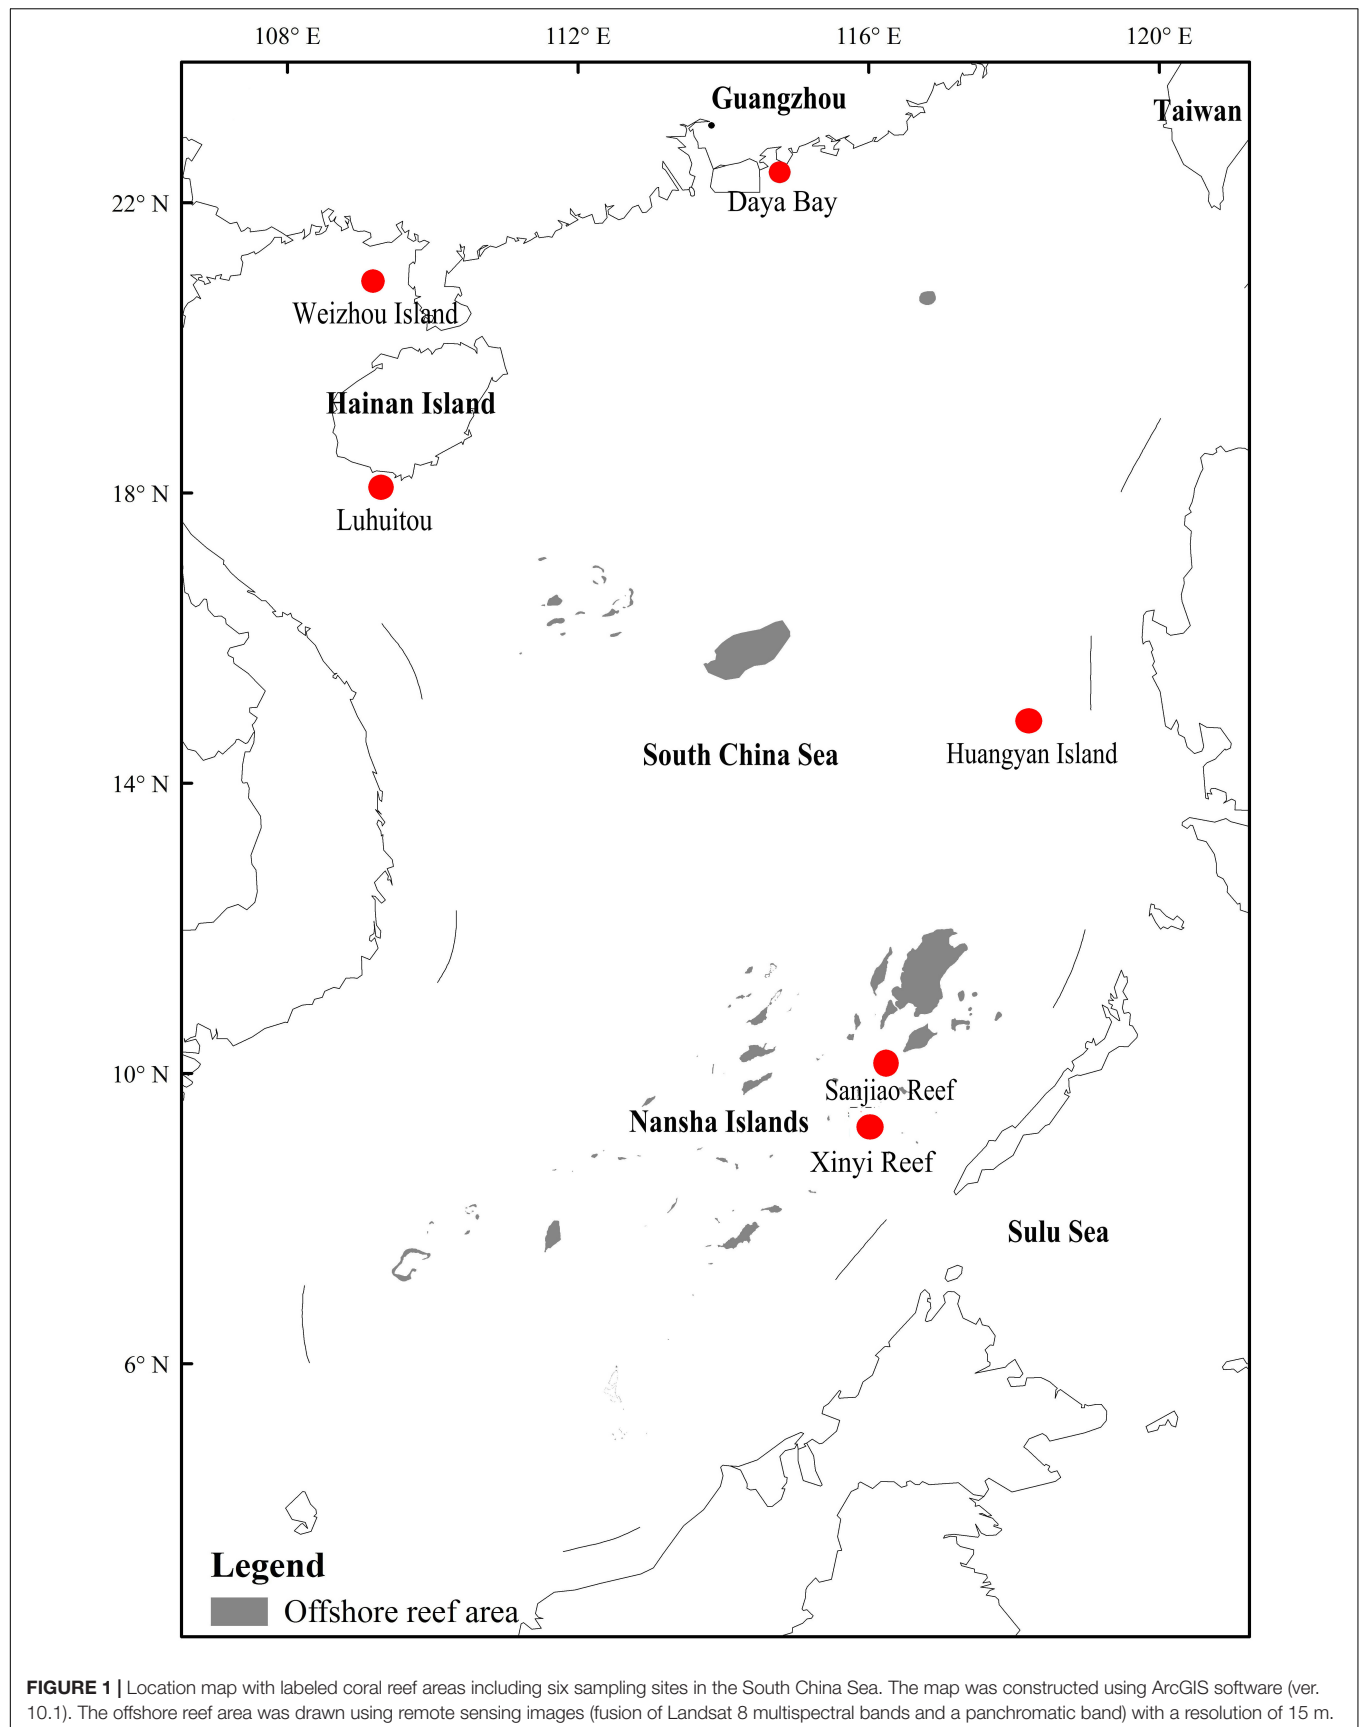 108° E 112° E 116° E 120° E
Guangzhou
Taiwan
Daya Bay
22° N
Weizhou Island
Hainan Island
18° N
Luhuitou
South China Sea
Huangyan Island
14° N
10° N
Sanjiao Reef
Nansha Islands
Xinyi Reef
Sulu Sea
6° N
Legend
Offshore reef area
FIGURE 1 | Location map with labeled coral reef areas including six sampling sites in the South China Sea. The map was constructed using ArcGIS software (ver.
10.1). The offshore reef area was drawn using remote sensing images (fusion of Landsat 8 multispectral bands and a panchromatic band) with a resolution of 15 m.